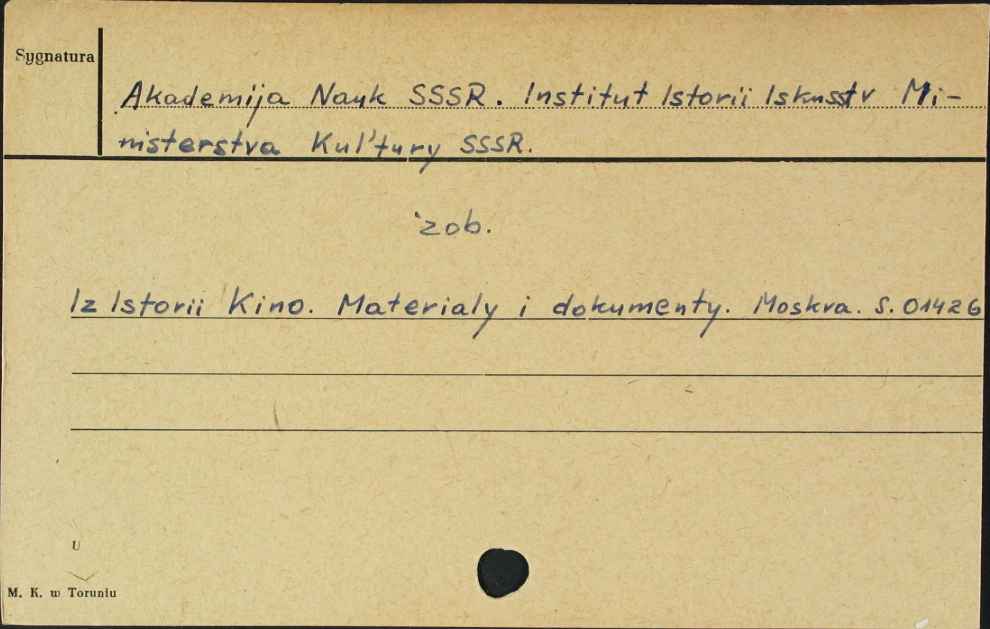 Sygnatura
Akademija Nauk SSSR. Institut Istorii Iskusstv Mi-
nisterstva Kul'tury SSSR.
zob.
Iz Istorii Kino. Materialy i dokumenty. Moskva. S. 01426
U
M. K. w Toruniu